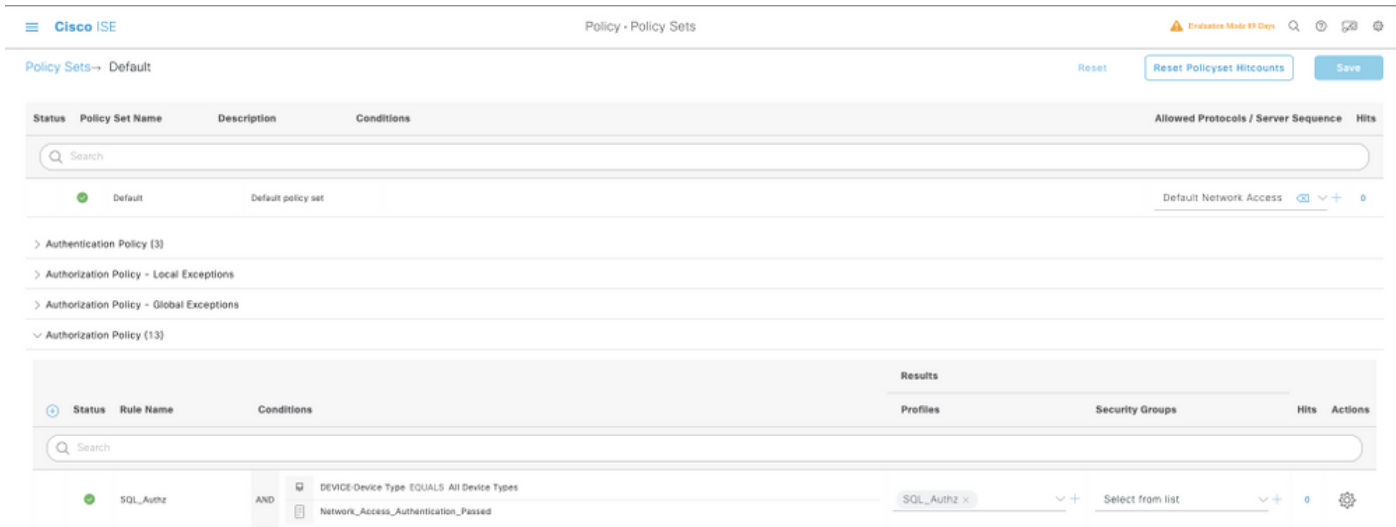 Cisco ISE
Policy · Policy Sets
Evaluation Mode 89 Days
Policy Sets→ Default
Reset
Reset Policyset Hitcounts
Save
Status Policy Set Name Description Conditions Allowed Protocols / Server Sequence Hits
Search
Default Default policy set Default Network Access 0
Authentication Policy (3)
Authorization Policy - Local Exceptions
Authorization Policy - Global Exceptions
Authorization Policy (13)
Results
Status Rule Name Conditions Profiles Security Groups Hits Actions
Search
SQL_Authz AND DEVICE·Device Type EQUALS All Device Types SQL_Authz × Select from list 0
Network_Access_Authentication_Passed